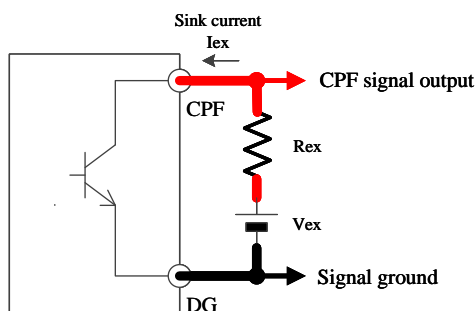 Sink current
Iex
CPF signal output
CPF
Rex
Vex
Signal ground
DG